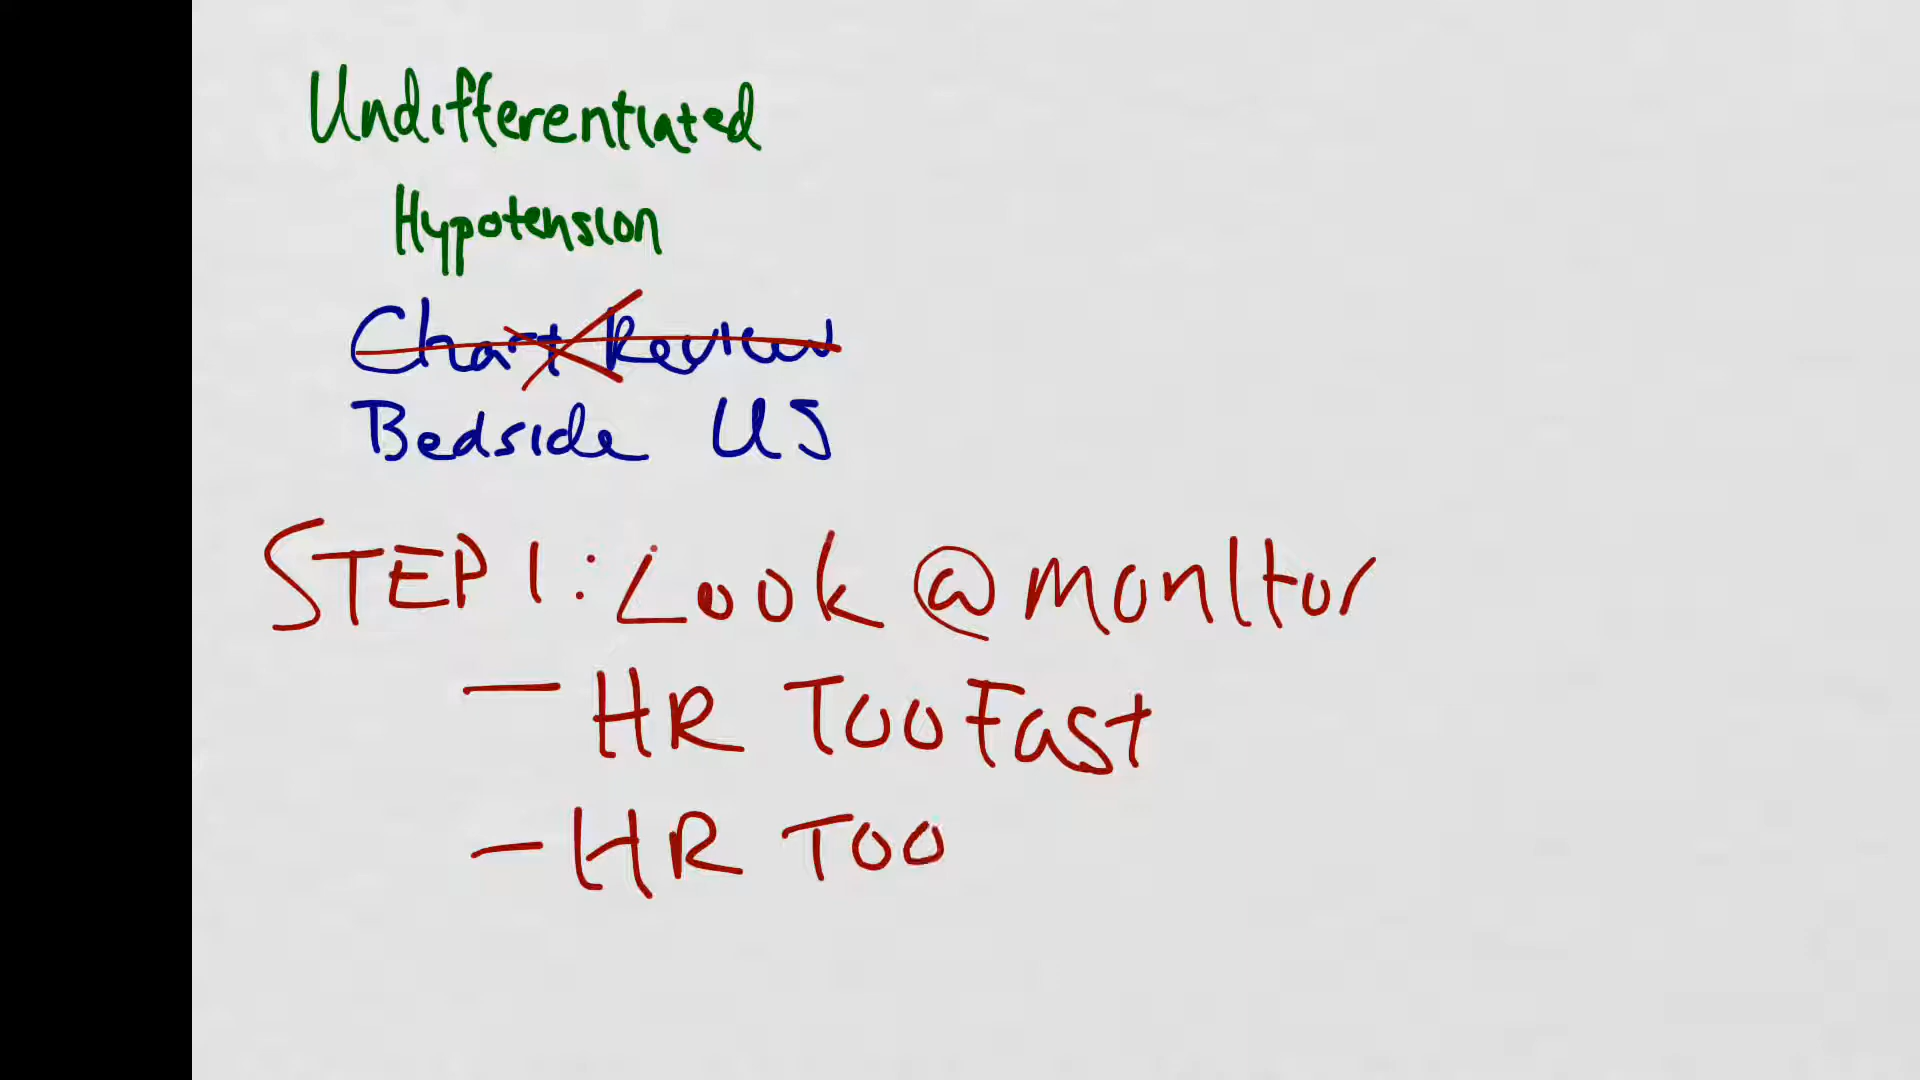 Undifferentiated
Hypotension
Chart Review
Bedside US
STEP 1: Look @ monitor
- HR TOO Fast
- HR TOO